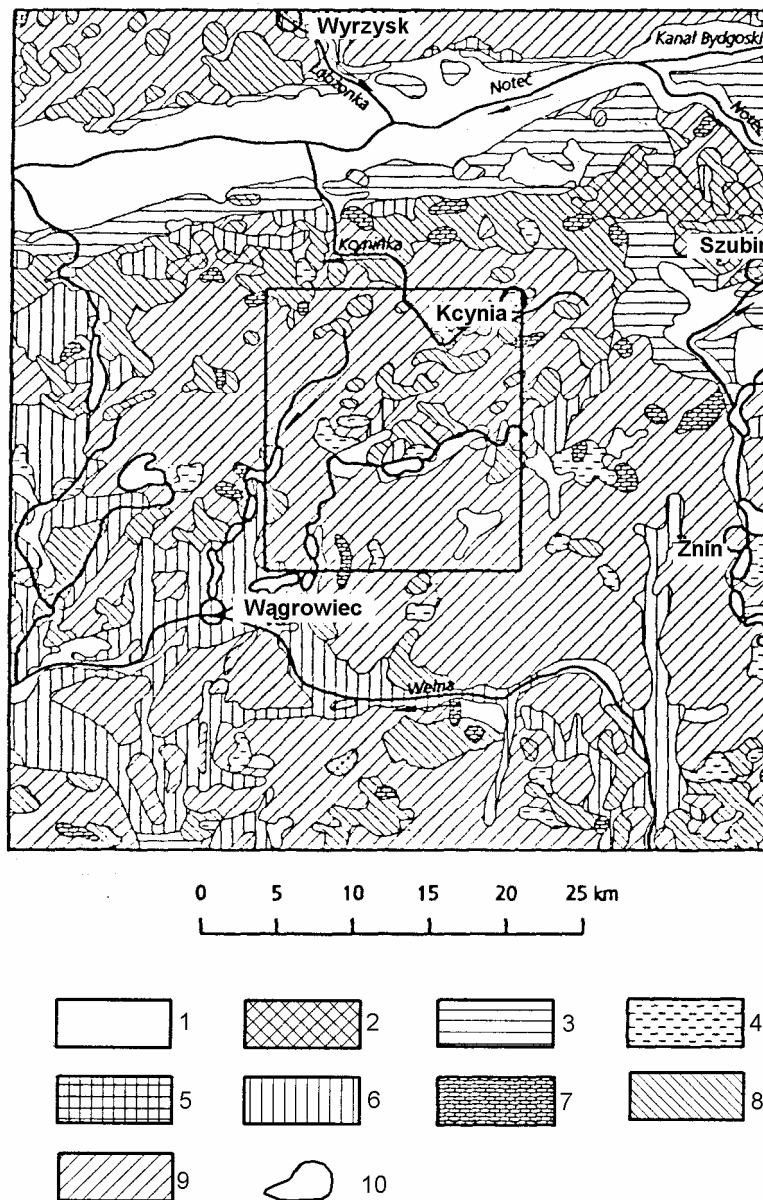 Wyrzysk
Kanał Bydgoski
Łobżonka
Noteć
Noteć
Kcyninka
Szubin
Kcynia
Żnin
Wągrowiec
Wełna
0 5 10 15 20 25 km
1 2 3 4
5 6 7 8
9 10